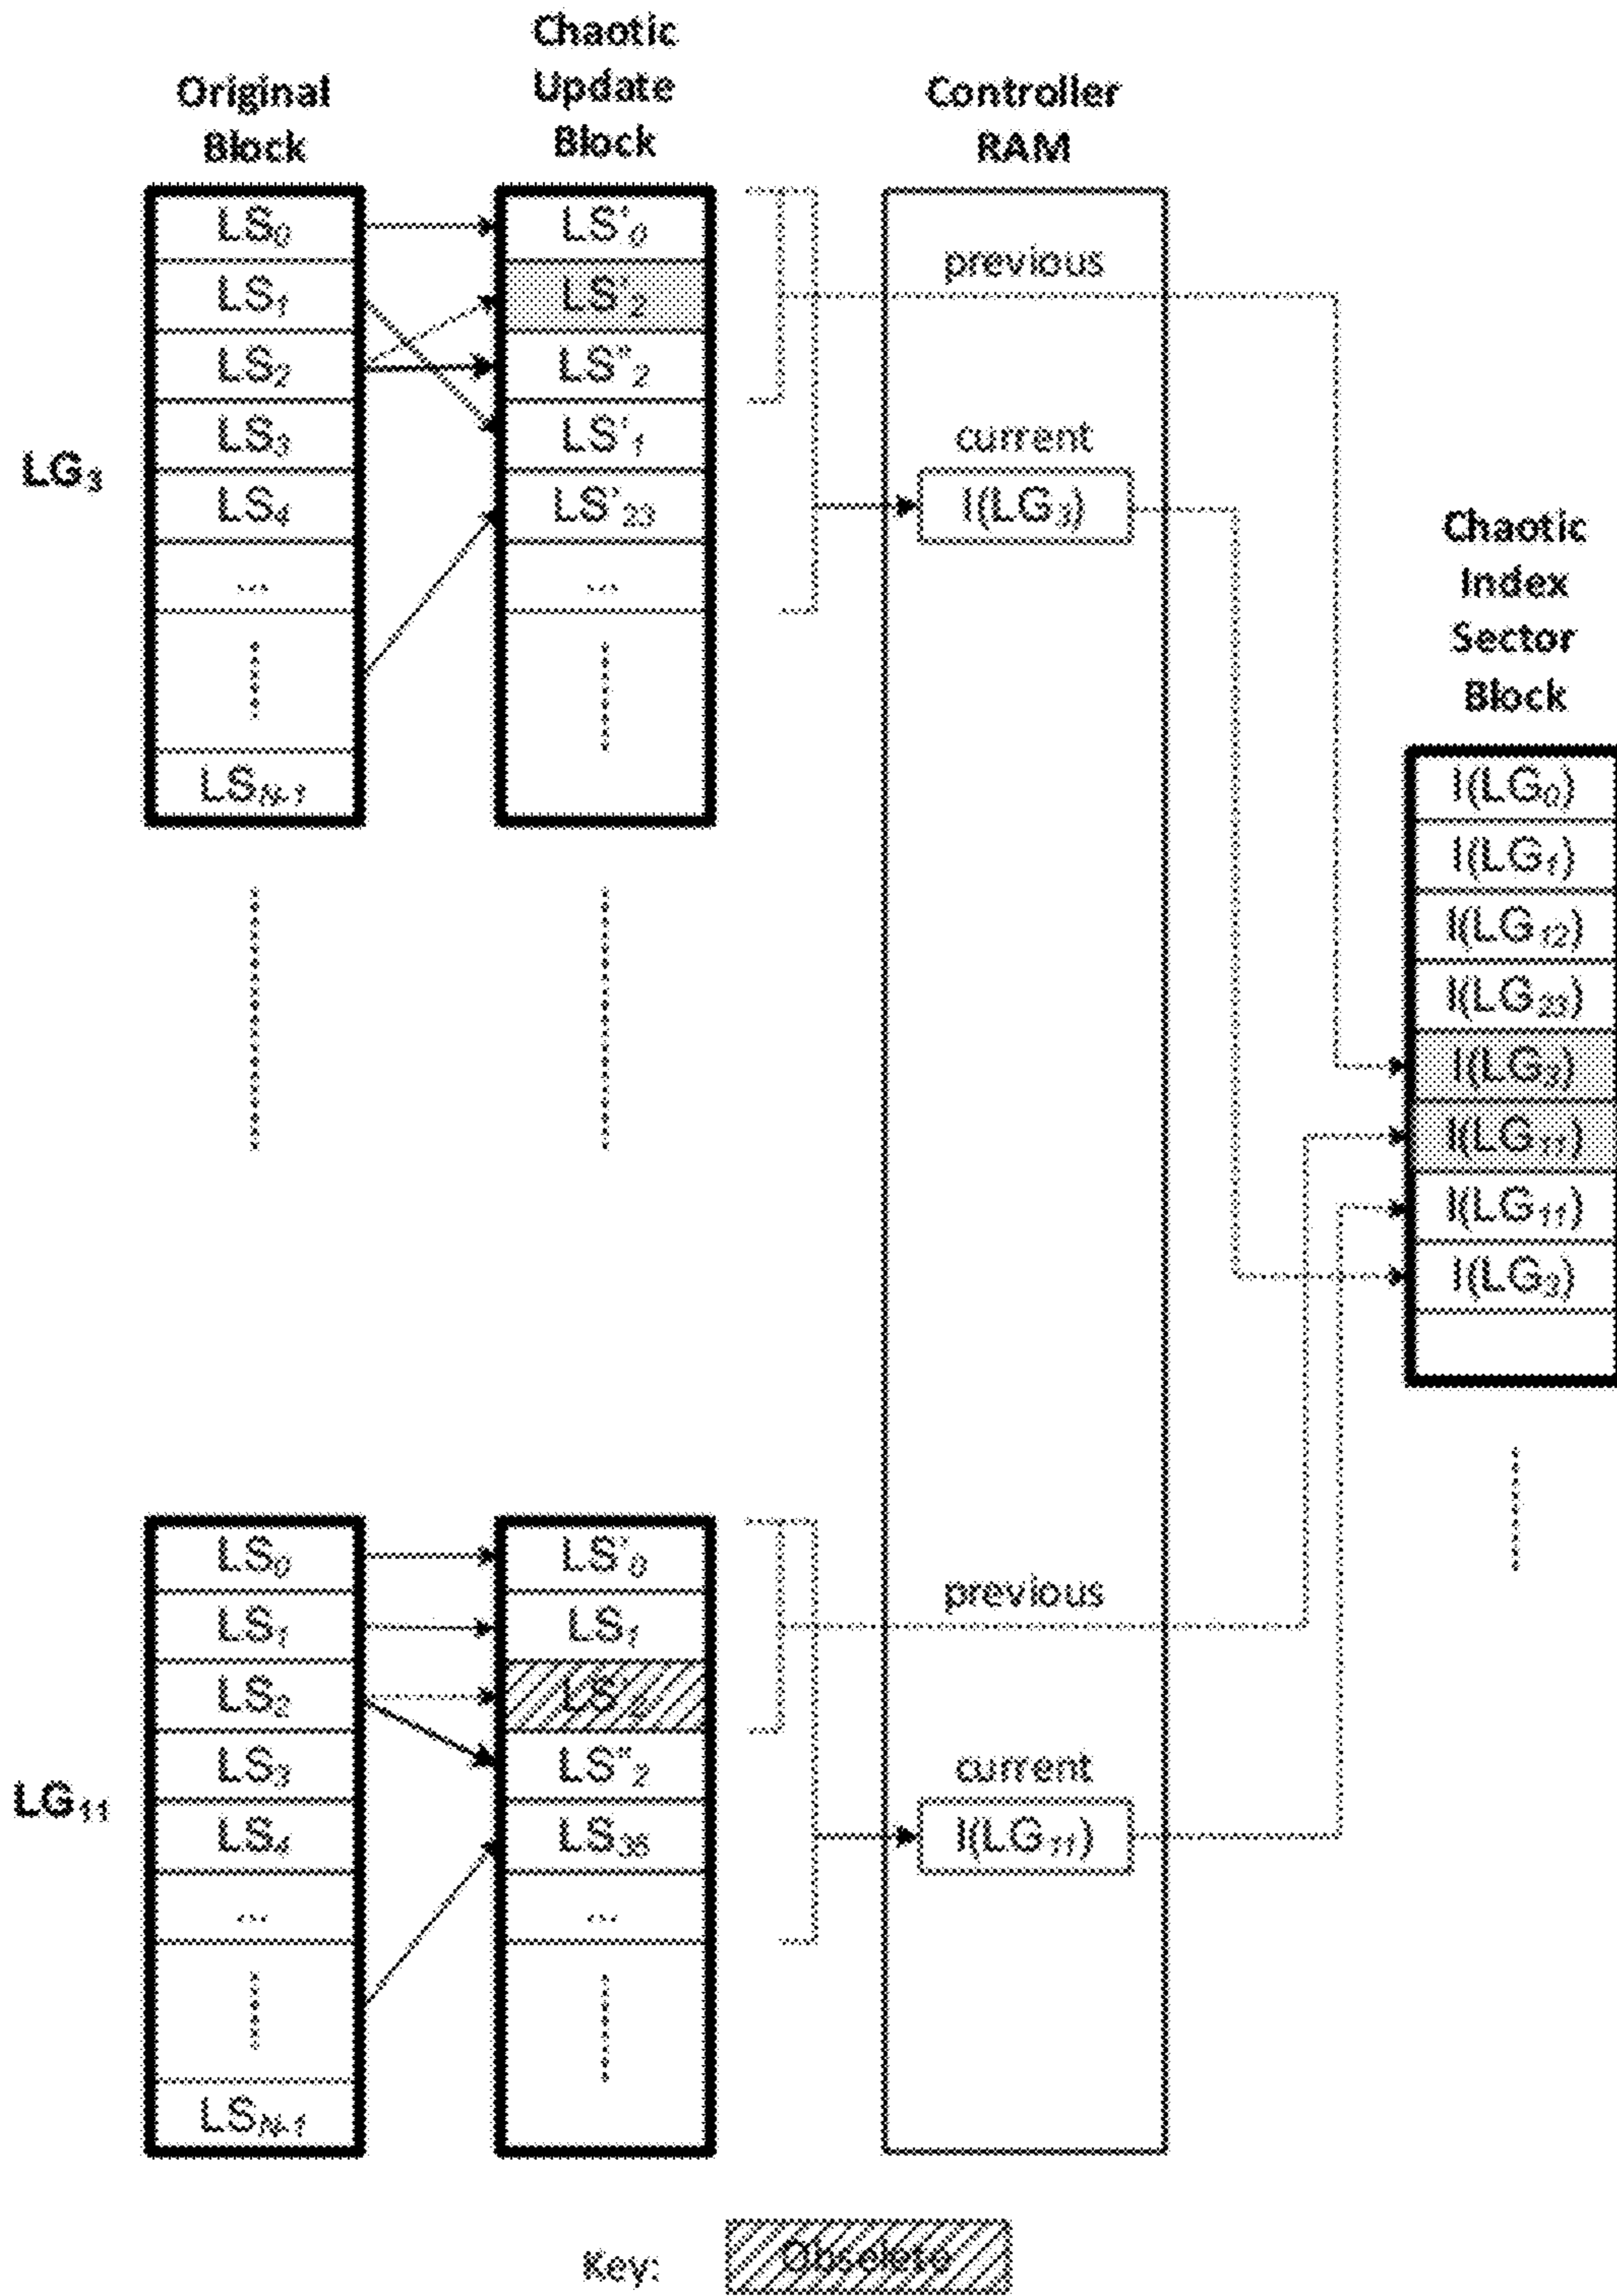 Original
Block
Chaotic
Update
Block
Controller
RAM
LG3
LS0
LS1
LS2
LS3
LS4
...
LSN-1
LS'0
LS'2
LS"2
LS'1
LS'23
...
previous
current
I(LG3)
Chaotic
Index
Sector
Block
I(LG0)
I(LG1)
I(LG12)
I(LG3)
I(LG11)
I(LG11)
I(LG3)
LG11
LS0
LS1
LS2
LS3
LS4
...
LSN-1
LS'0
LS1
LS"2
LS35
...
previous
current
I(LG11)
Key:
Obsolete